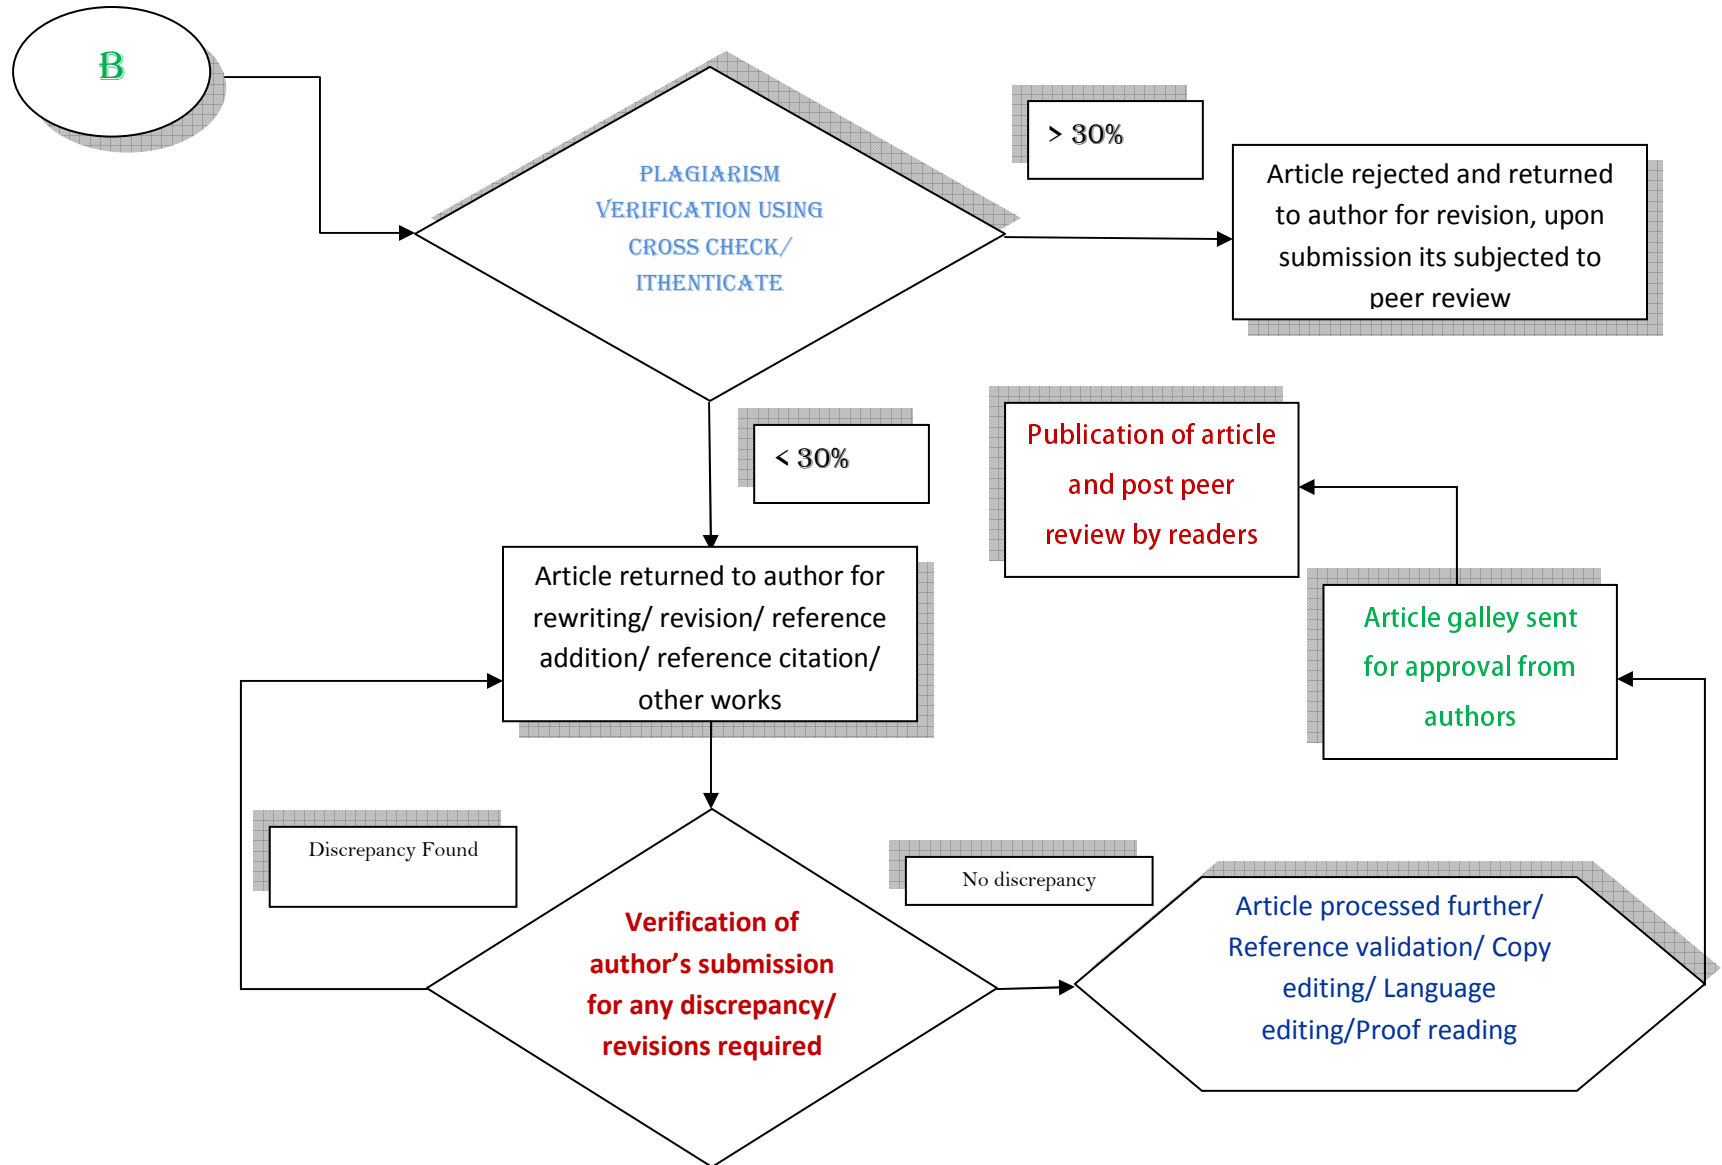 B
PLAGIARISM
VERIFICATION USING
CROSS CHECK/
ITHENTICATE
> 30%
Article rejected and returned
to author for revision, upon
submission its subjected to
peer review
< 30%
Publication of article
and post peer
review by readers
Article returned to author for
rewriting/ revision/ reference
addition/ reference citation/
other works
Article galley sent
for approval from
authors
Discrepancy Found
No discrepancy
Verification of
author’s submission
for any discrepancy/
revisions required
Article processed further/
Reference validation/ Copy
editing/ Language
editing/Proof reading